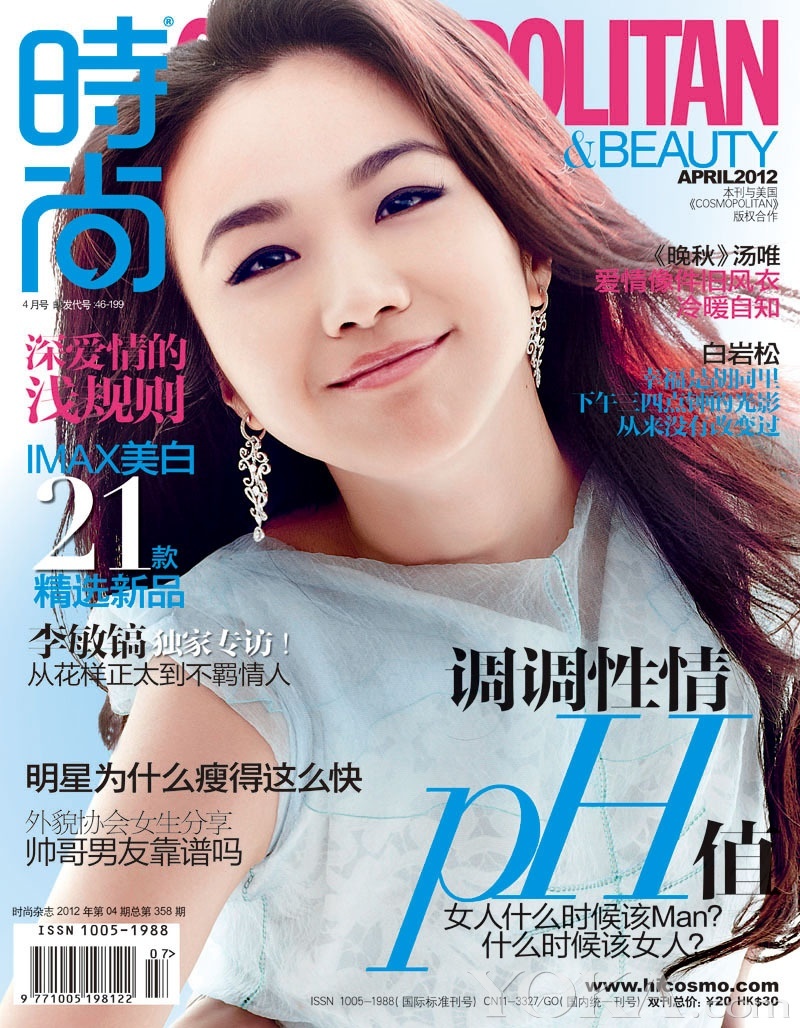 時尚®
POLITAN
&BEAUTY
APRIL2012
本刊与美国
《COSMOPOLITAN》
版权合作
4月号 邮发代号:46-199
《晚秋》汤唯
爱情像件旧风衣
冷暖自知
深爱情的
浅规则
白岩松
幸福是胡同里
下午三四点钟的光影
从来没有改变过
IMAX美白
21款
精选新品
李敏镐 独家专访!
从花样正太到不羁情人
调调性情
pH值
女人什么时候该Man?
什么时候该女人?
明星为什么瘦得这么快
外貌协会女生分享
帅哥男友靠谱吗
时尚杂志 2012 年第 04 期总第 358 期
ISSN 1005-1988
07>
9 771005 198122
www.hicosmo.com
ISSN 1005-1988(国际标准刊号) CN11-3327/GO(国内统一刊号) 双刊总价: ¥20 HK$30
YOKA.com